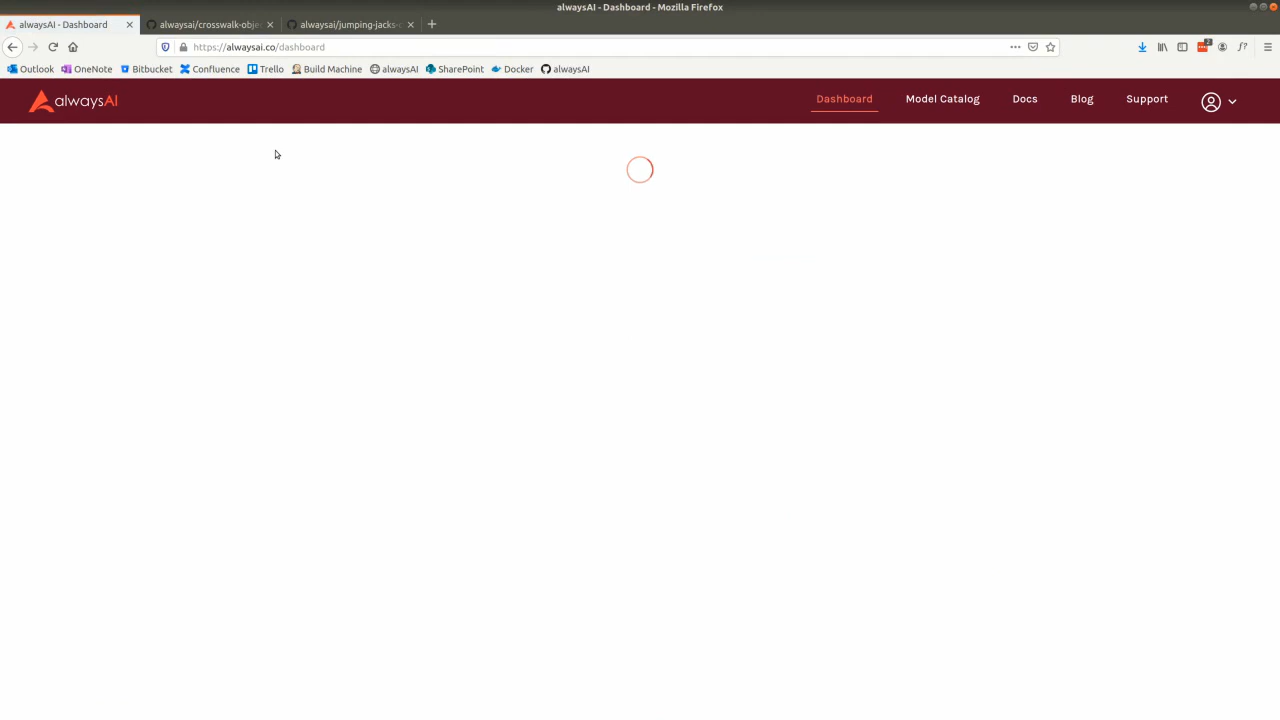 alwaysAI - Dashboard - Mozilla Firefox
alwaysAI - Dashboard
alwaysai/crosswalk-obje
alwaysai/jumping-jacks-c
https://alwaysai.co/dashboard
Outlook OneNote Bitbucket Confluence Trello Build Machine alwaysAI SharePoint Docker alwaysAI
alwaysAI Dashboard Model Catalog Docs Blog Support